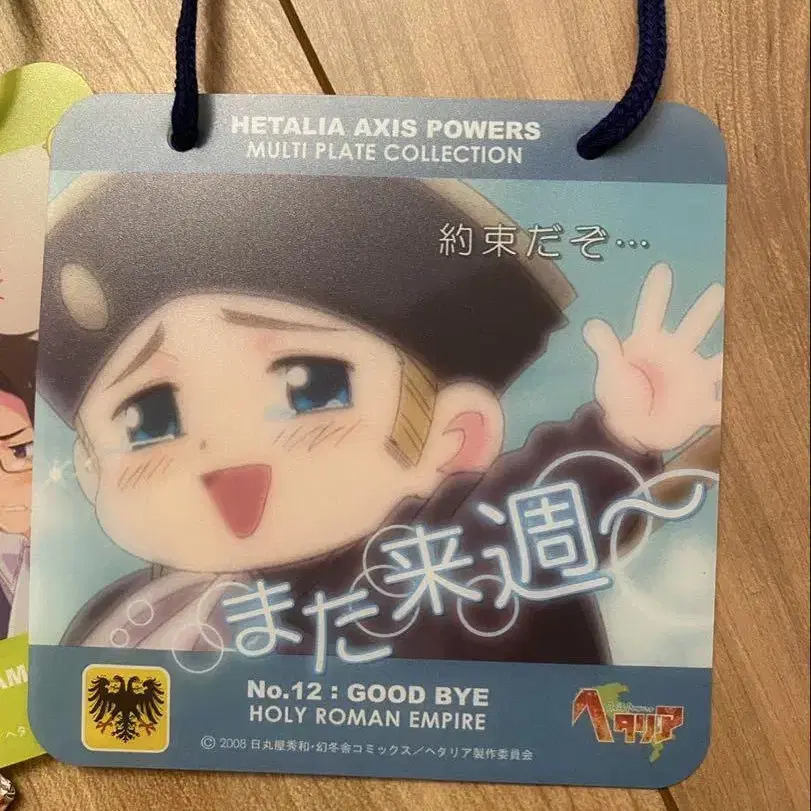 HETALIA AXIS POWERS
MULTI PLATE COLLECTION
約束だぞ…
また来週～
No.12 : GOOD BYE
HOLY ROMAN EMPIRE
ヘタリア
© 2008 日丸屋秀和・幻冬舎コミックス／ヘタリア製作委員会
AM